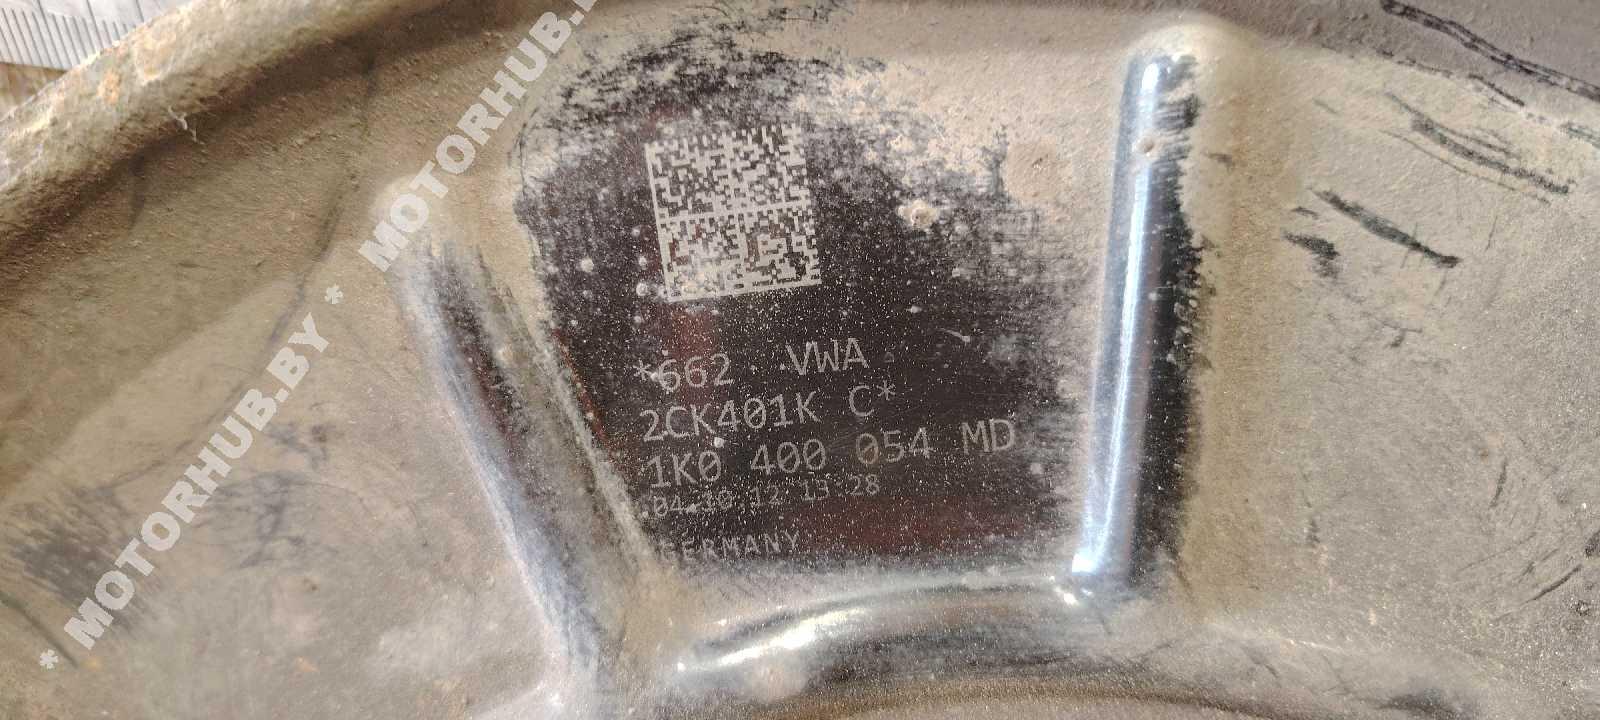 *662 VWA
2CK401K C*
1K0 400 054 MD
04.10.12 13:28
GERMANY
* MOTORHUB.BY * MOTORHUB.